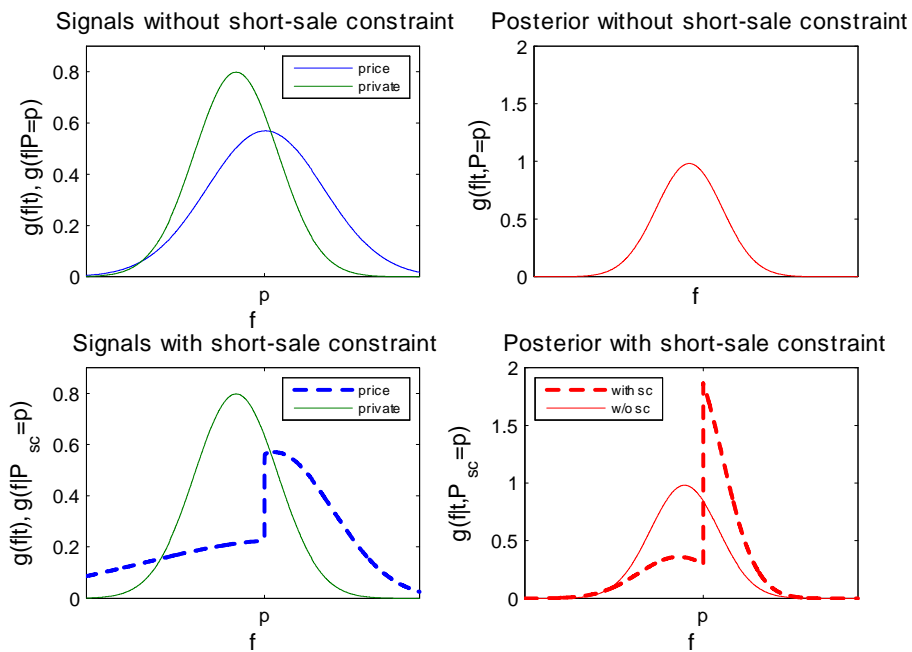 Signals without short-sale constraint
g(f|t), g(f|P=p)
0.8
0.6
0.4
0.2
0
price
private
p
f
Posterior without short-sale constraint
g(f|t,P=p)
2
1.5
1
0.5
0
f
Signals with short-sale constraint
g(f|t), g(f|P_sc=p)
0.8
0.6
0.4
0.2
0
price
private
p
f
Posterior with short-sale constraint
g(f|t,P_sc=p)
2
1.5
1
0.5
0
with sc
w/o sc
p
f